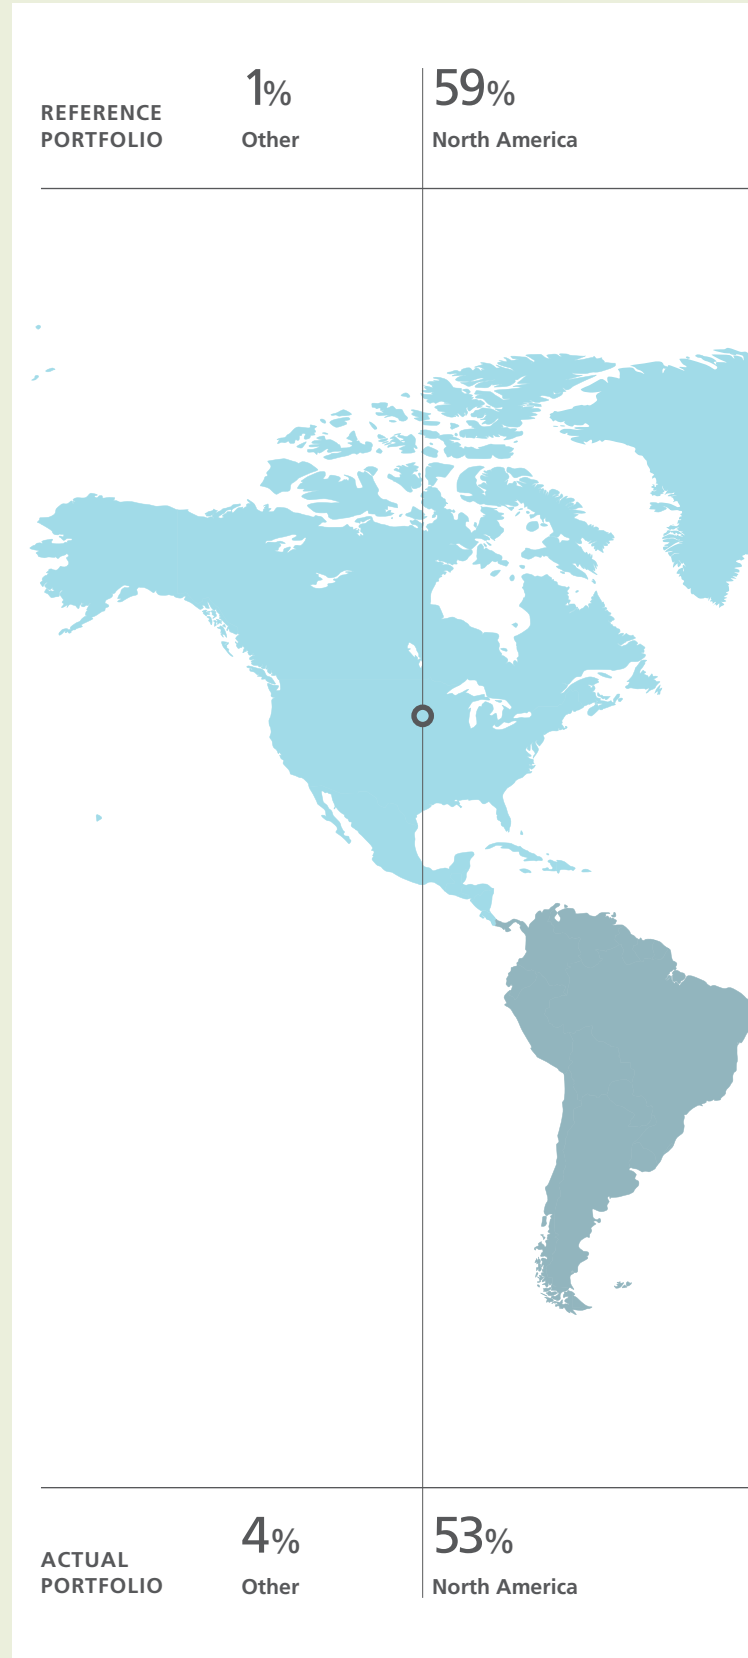 REFERENCE
PORTFOLIO
1%
Other
59%
North America
ACTUAL
PORTFOLIO
4%
Other
53%
North America